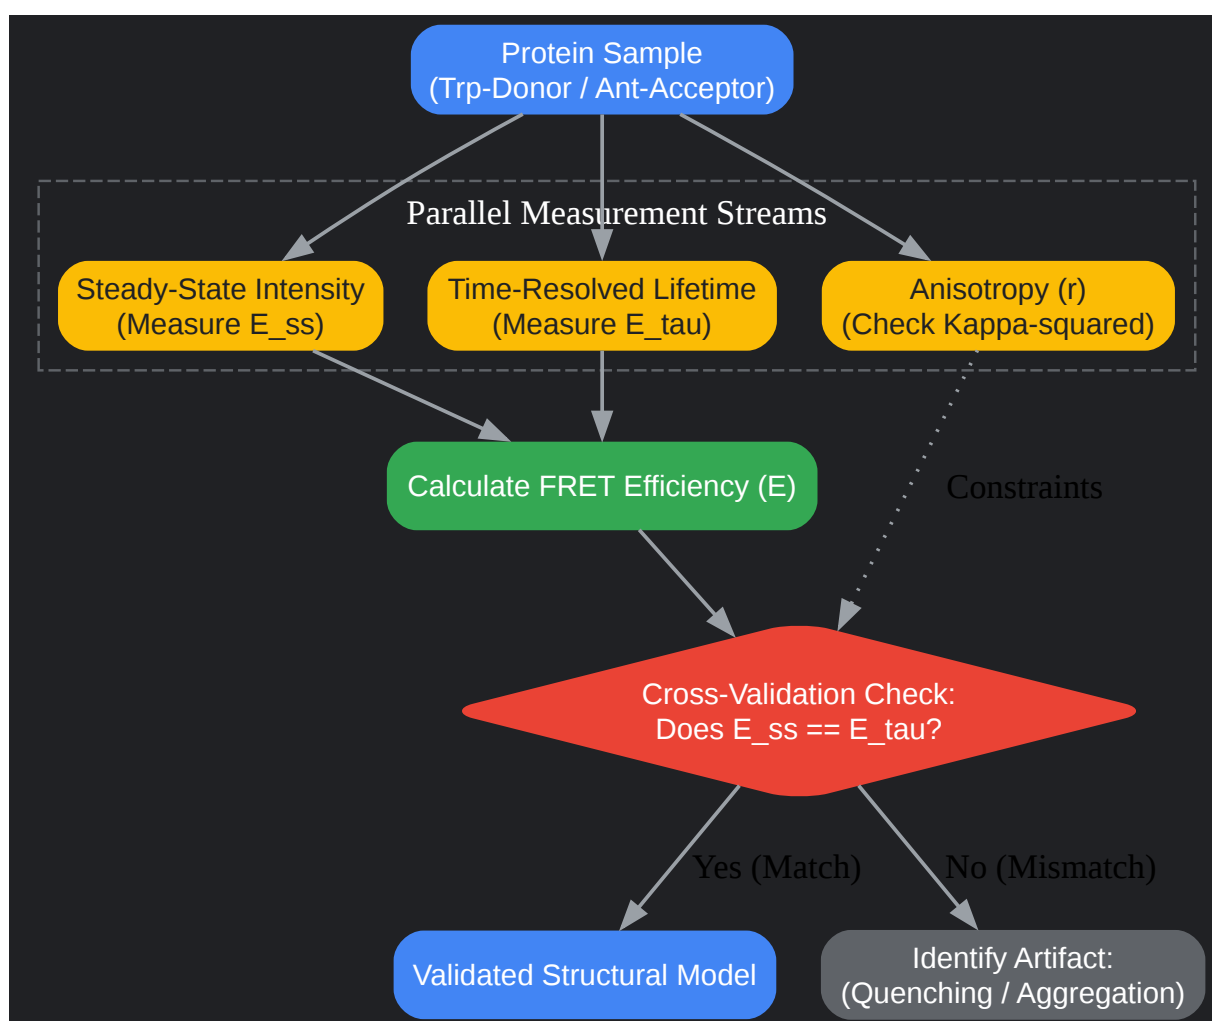 Protein Sample
(Trp-Donor / Ant-Acceptor)
Parallel Measurement Streams
Steady-State Intensity
(Measure E_ss)
Time-Resolved Lifetime
(Measure E_tau)
Anisotropy (r)
(Check Kappa-squared)
Calculate FRET Efficiency (E)
Constraints
Cross-Validation Check:
Does E_ss == E_tau?
Yes (Match)
No (Mismatch)
Validated Structural Model
Identify Artifact:
(Quenching / Aggregation)